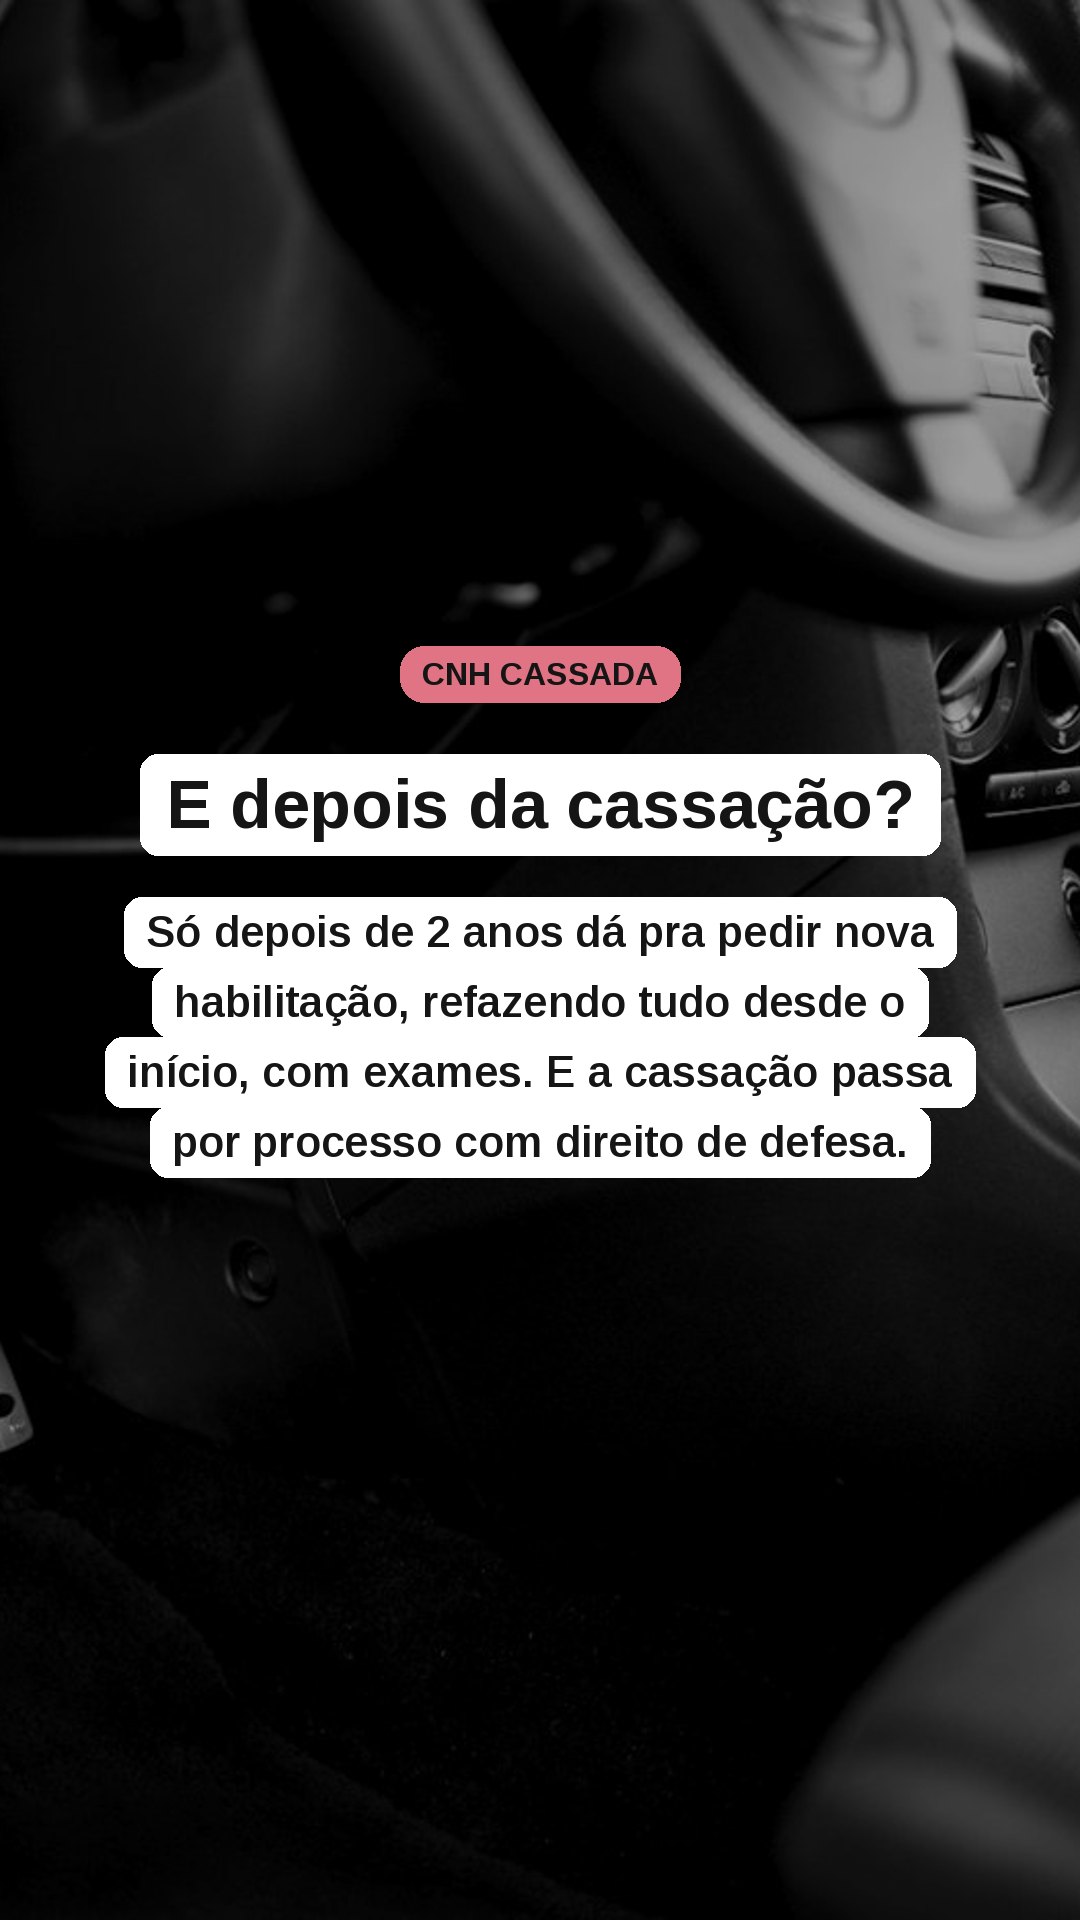 CNH CASSADA
E depois da cassação?
Só depois de 2 anos dá pra pedir nova
habilitação, refazendo tudo desde o
início, com exames. E a cassação passa
por processo com direito de defesa.
AC